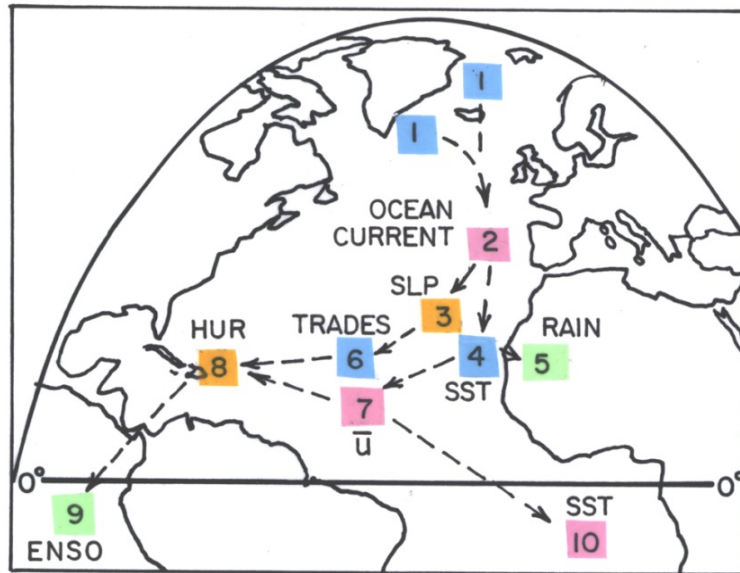 1
1
OCEAN
CURRENT
2
SLP
3
HUR
TRADES
RAIN
8
6
4
5
SST
7
u̅
0°
0°
9
ENSO
SST
10